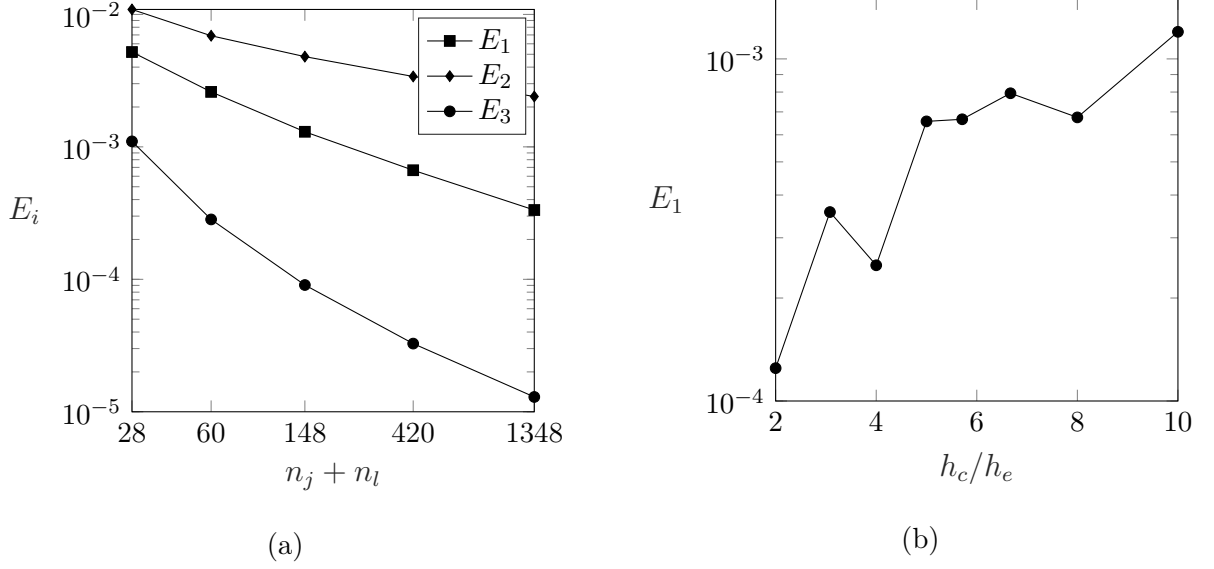 10^{-2}
10^{-3}
10^{-4}
10^{-5}
E_i
E_1
E_2
E_3
28 60 148 420 1348
n_j + n_l
(a)
10^{-3}
10^{-4}
E_1
2 4 6 8 10
h_c/h_e
(b)